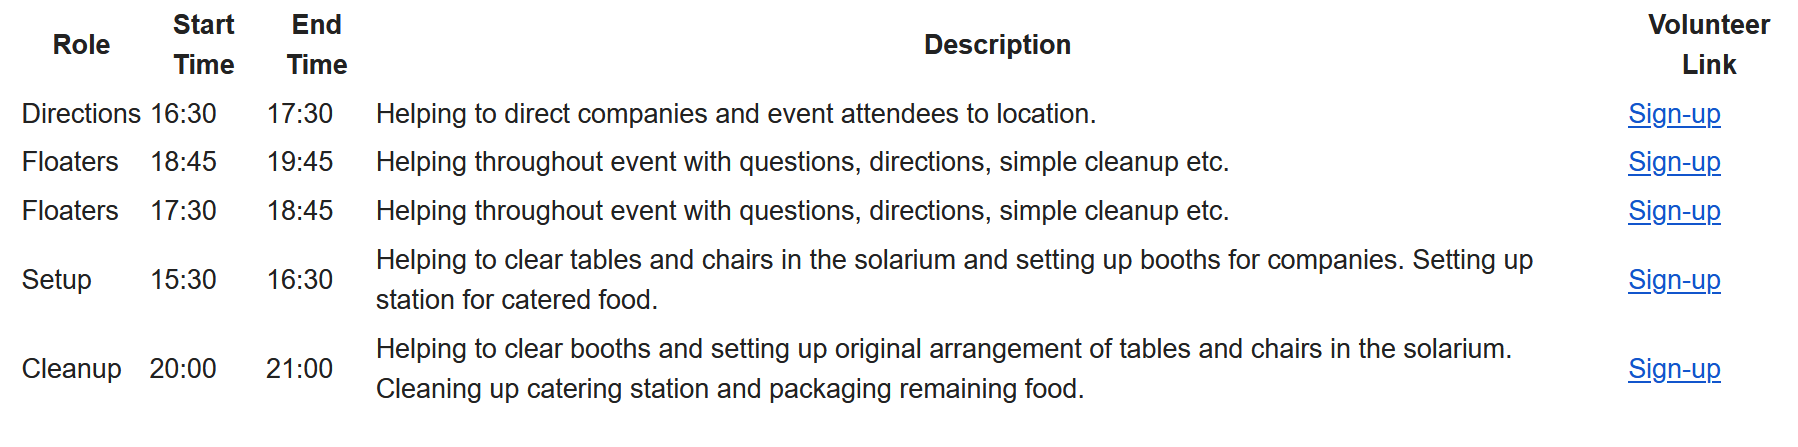 Role Start Time End Time Description Volunteer Link
Directions 16:30 17:30 Helping to direct companies and event attendees to location. Sign-up
Floaters 18:45 19:45 Helping throughout event with questions, directions, simple cleanup etc. Sign-up
Floaters 17:30 18:45 Helping throughout event with questions, directions, simple cleanup etc. Sign-up
Setup 15:30 16:30 Helping to clear tables and chairs in the solarium and setting up booths for companies. Setting up station for catered food. Sign-up
Cleanup 20:00 21:00 Helping to clear booths and setting up original arrangement of tables and chairs in the solarium. Cleaning up catering station and packaging remaining food. Sign-up